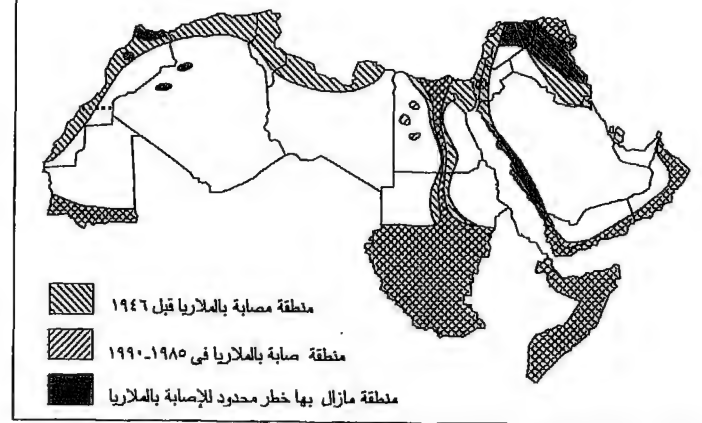 منطقة مصابة بالملاريا قبل ١٩٤٦
منطقة صابة بالملاريا فى ١٩٨٥-١٩٩٠
منطقة مازال بها خطر محدود للإصابة بالملاريا